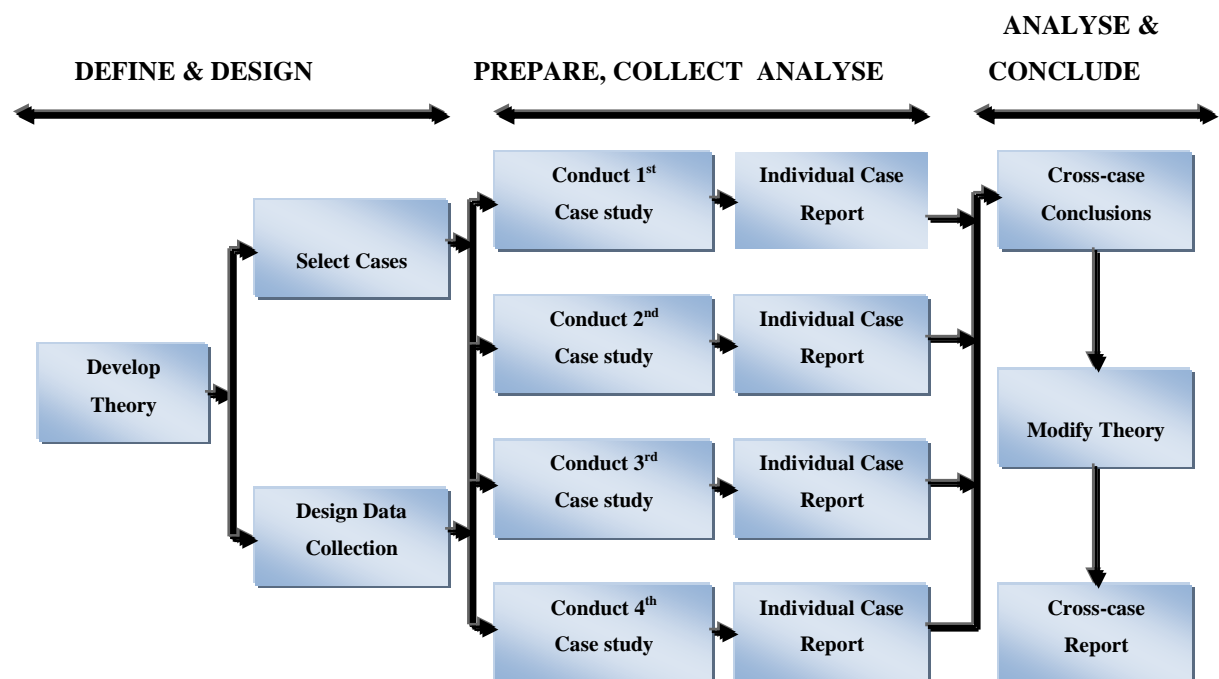 DEFINE & DESIGN
PREPARE, COLLECT ANALYSE
ANALYSE &
CONCLUDE
Develop
Theory
Select Cases
Design Data
Collection
Conduct 1st
Case study
Individual Case
Report
Conduct 2nd
Case study
Individual Case
Report
Conduct 3rd
Case study
Individual Case
Report
Conduct 4th
Case study
Individual Case
Report
Cross-case
Conclusions
Modify Theory
Cross-case
Report